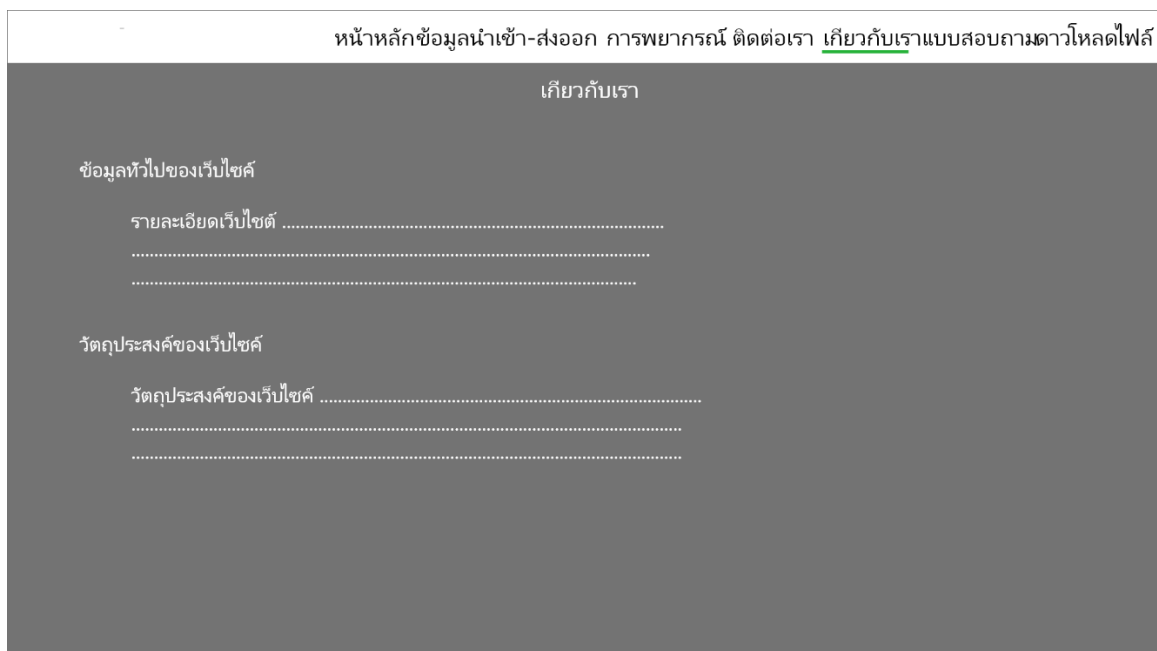 หน้าหลักข้อมูลนำเข้า-ส่งออก การพยากรณ์ ติดต่อเรา เกี่ยวกับเราแบบสอบถามดาวโหลดไฟล์
เกี่ยวกับเรา
ข้อมูลทั่วไปของเว็บไซค์
รายละเอียดเว็บไซต์ ....................................................................................
..................................................................................................................
...............................................................................................................
วัตถุประสงค์ของเว็บไซค์
วัตถุประสงค์ของเว็บไซค์ ....................................................................................
.........................................................................................................................
.........................................................................................................................